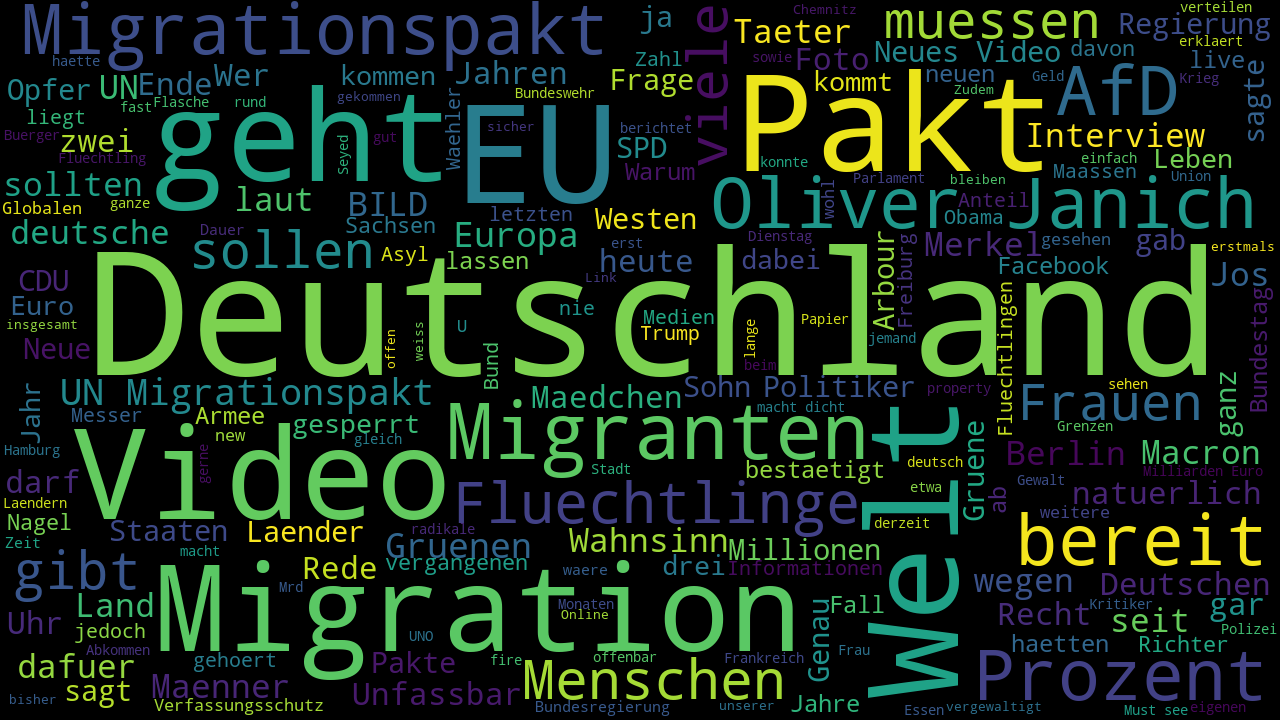 Migrationspakt
ja
Taeter
Chemnitz
muessen
verteilen
Regierung
haette
Zahl
sowie
Foto
Neues Video
davon
erklaert
live
Opfer
UN
Ende
Wer
kommen
Jahren
Frage
viele
kommt
neuen
Geld
Krieg
AfD
sagte
fast
Flasche
rund
gekommen
Bundeswehr
Zudem
liegt
geht
EU
Pakt
Interview
Buerger
zwei
Fluechtling
Seyed
gut
Waehler
sicher
berichtet
SPD
Warum
konnte
einfach
Maassen
Leben
Union
sollten
ganze
Globalen
laut
BILD
Sachsen
letzten
Westen
Oliver Janich
wohl
Parlament
bleiben
Anteil
Obama
deutsche
Dauer
sollen
Asyl
Europa
lassen
erst
heute
Dienstag
dabei
Arbour
Freiburg
Merkel
gesehen
gab
erstmals
CDU
Link
Facebook
Jos
Euro
insgesamt
Deutschland
nie
Medien
Trump
Papier
lange
jemand
Fluechtlingen
Bundestag
Neue
offen
weiss
U
Bund
beim
Jahr
UN Migrationspakt
Maedchen
Sohn
Politiker
property
sehen
Frauen
ganz
Messer
Armee
new
gesperrt
gleich
macht dicht
Grenzen
Hamburg
Video
gerne
Migranten
Stadt
bestaetigt
Welt
deutsch
Gruene
Berlin
Macron
Milliarden Euro
darf
Laendern
Fluechtlinge
etwa
ab
Gewalt
natuerlich
Nagel
Zeit
Staaten
Laender
radikale
Wahnsinn
Millionen
derzeit
weitere
bereit
macht
Gruenen
vergangenen
Rede
waere
drei
Informationen
gibt
Mrd
Migration
Monaten
Online
Genau
Fall
wegen
Deutschen
Land
Uhr
jedoch
Abkommen
UNO
Recht
Kritiker
seit
gar
Polizei
dafuer
gehoert
Pakte
fire
offenbar
Frankreich
Frau
haetten
Richter
sagt
Maenner
Unfassbar
Menschen
Prozent
bisher
Verfassungsschutz
Bundesregierung
unserer
Jahre
Essen
vergewaltigt
Must see
eigenen